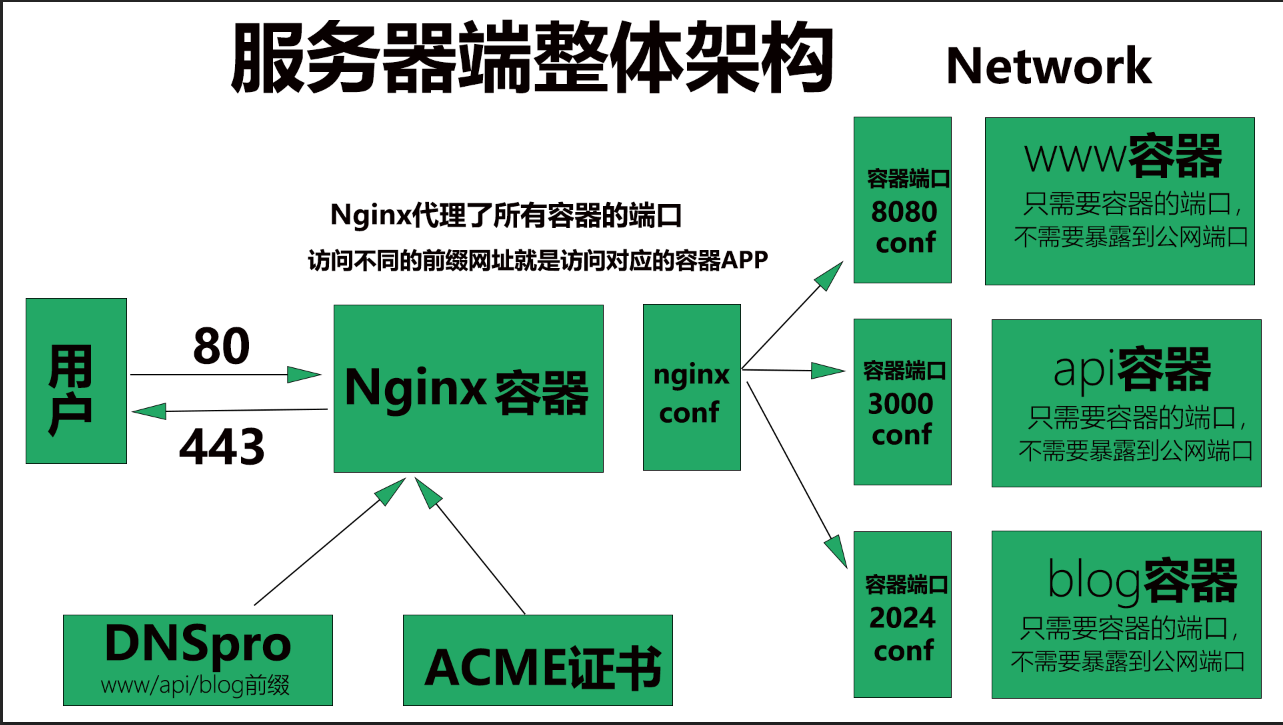 服务器端整体架构
Network
Nginx代理了所有容器的端口
访问不同的前缀网址就是访问对应的容器APP
用
户
80
443
Nginx 容器
nginx
conf
容器端口
8080
conf
www容器
只需要容器的端口，
不需要暴露到公网端口
容器端口
3000
conf
api容器
只需要容器的端口，
不需要暴露到公网端口
容器端口
2024
conf
blog容器
只需要容器的端口，
不需要暴露到公网端口
DNSpro
www/api/blog前缀
ACME证书